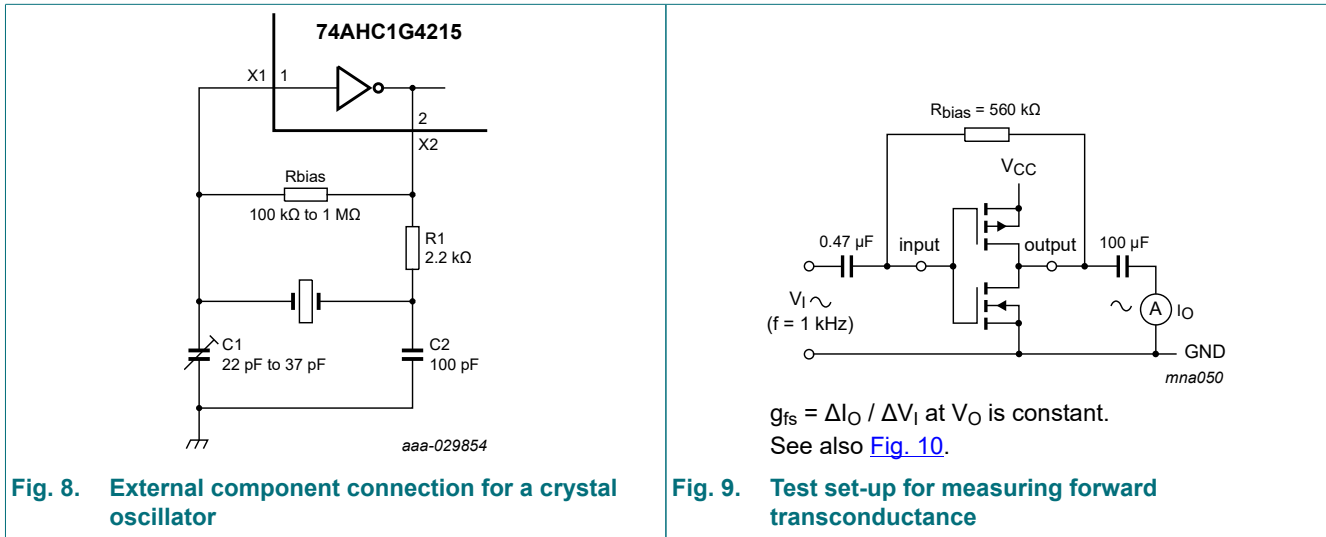 74AHC1G4215
X1
1
2
X2
Rbias
100 kΩ to 1 MΩ
R1
2.2 kΩ
C1
22 pF to 37 pF
C2
100 pF
aaa-029854
Fig. 8. External component connection for a crystal
oscillator
Rbias = 560 kΩ
VCC
0.47 µF
input
output
100 µF
VI
(f = 1 kHz)
A
IO
GND
mna050
gfs = ΔIO / ΔVI at VO is constant.
See also Fig. 10.
Fig. 9. Test set-up for measuring forward
transconductance